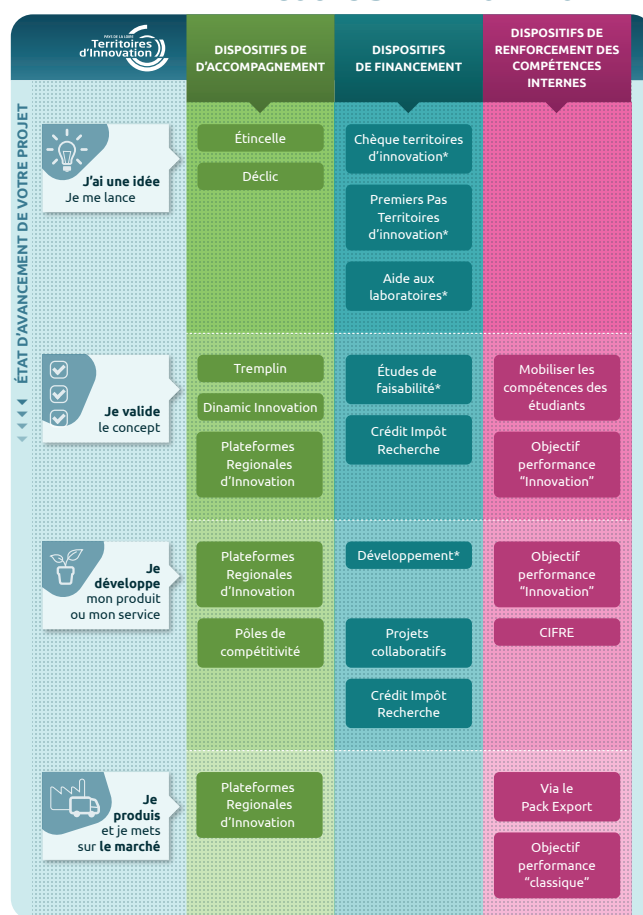 PAYS DE LA LOIRE
Territoires
d'Innovation
DISPOSITIFS DE
D'ACCOMPAGNEMENT
DISPOSITIFS
DE FINANCEMENT
DISPOSITIFS DE
RENFORCEMENT DES
COMPÉTENCES
INTERNES
ÉTAT D'AVANCEMENT DE VOTRE PROJET
J'ai une idée
Je me lance
Étincelle
Déclic
Chèque territoires
d'innovation*
Premiers Pas
Territoires
d'innovation*
Aide aux
laboratoires*
Je valide
le concept
Tremplin
Dinamic Innovation
Plateformes
Regionales
d'Innovation
Études de
faisabilité*
Crédit Impôt
Recherche
Mobiliser les
compétences des
étudiants
Objectif
performance
"Innovation"
Je
développe
mon produit
ou mon service
Plateformes
Regionales
d'Innovation
Pôles de
compétitivité
Développement*
Projets
collaboratifs
Crédit Impôt
Recherche
Objectif
performance
"Innovation"
CIFRE
Je
produis
et je mets
sur le marché
Plateformes
Regionales
d'Innovation
Via le
Pack Export
Objectif
performance
"classique"